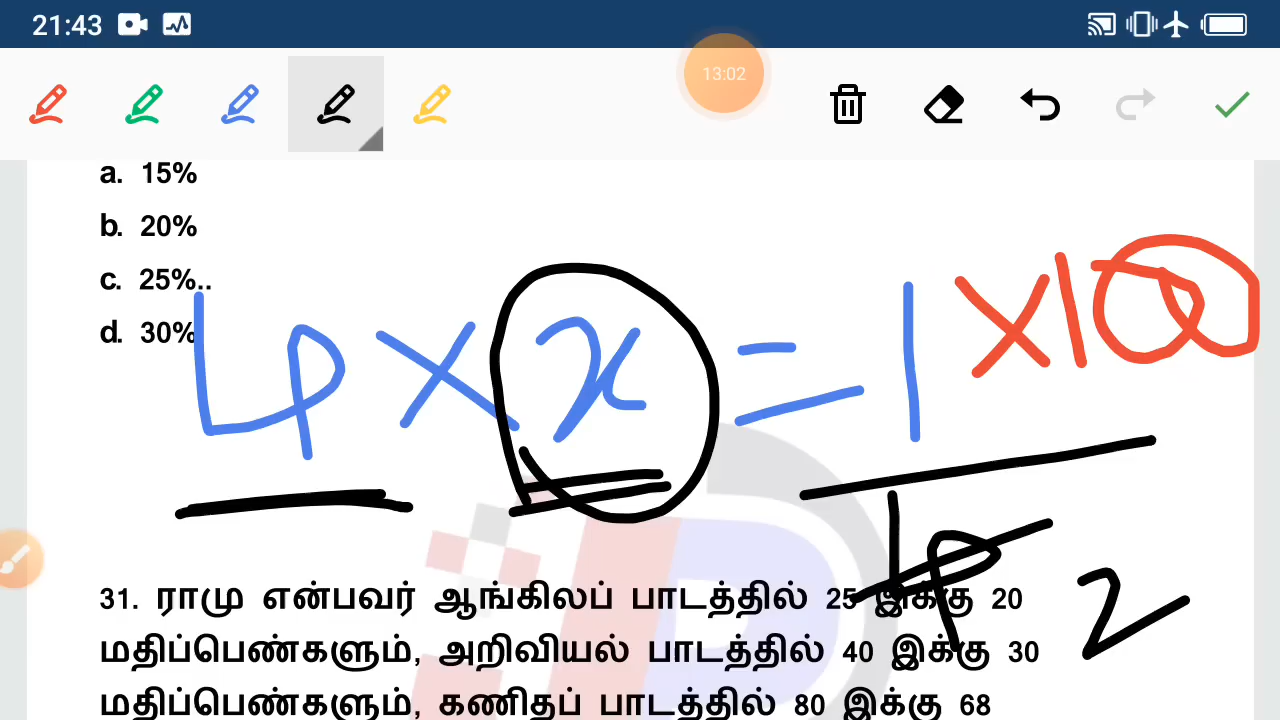 21:43
13:02
a. 15%
b. 20%
c. 25%..
d. 30%
4 × x = 1 × 100
4 2
31. ராமு என்பவர் ஆங்கிலப் பாடத்தில் 25 இக்கு 20
மதிப்பெண்களும், அறிவியல் பாடத்தில் 40 இக்கு 30
மதிப்பெண்களும், கணிதப் பாடத்தில் 80 இக்கு 68